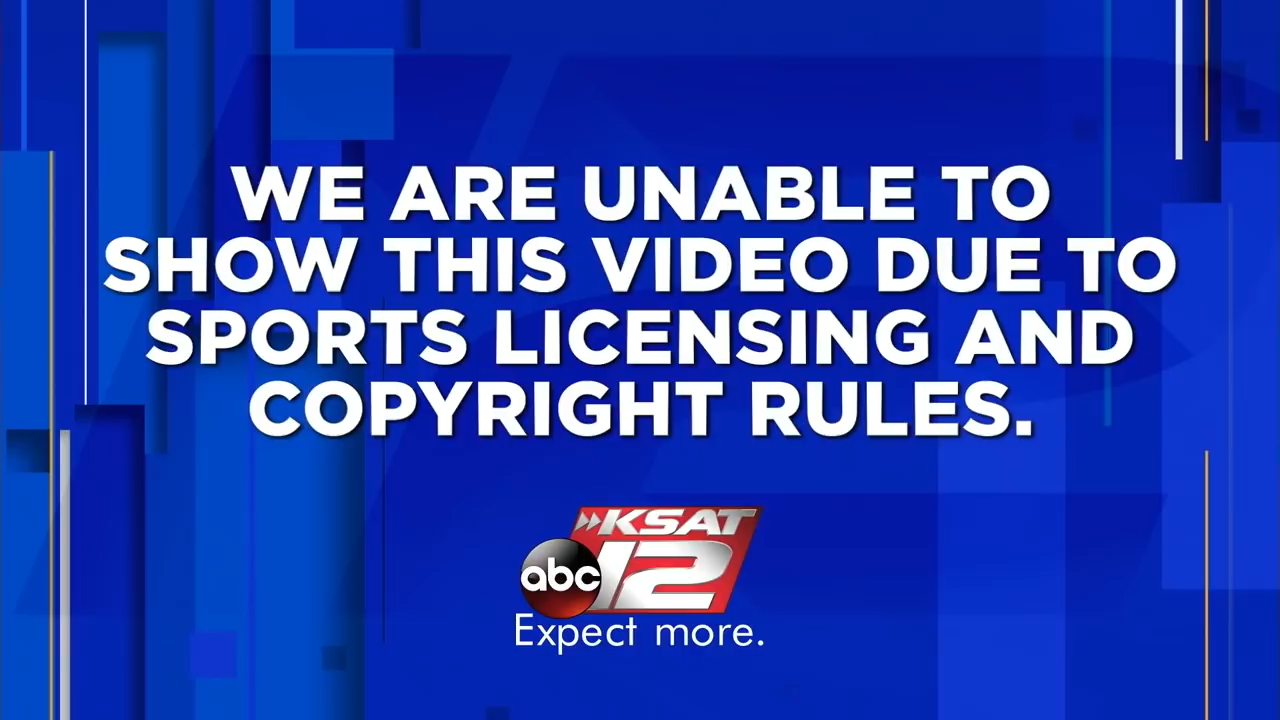 WE ARE UNABLE TO
SHOW THIS VIDEO DUE TO
SPORTS LICENSING AND
COPYRIGHT RULES.
KSAT
abc 12
Expect more.